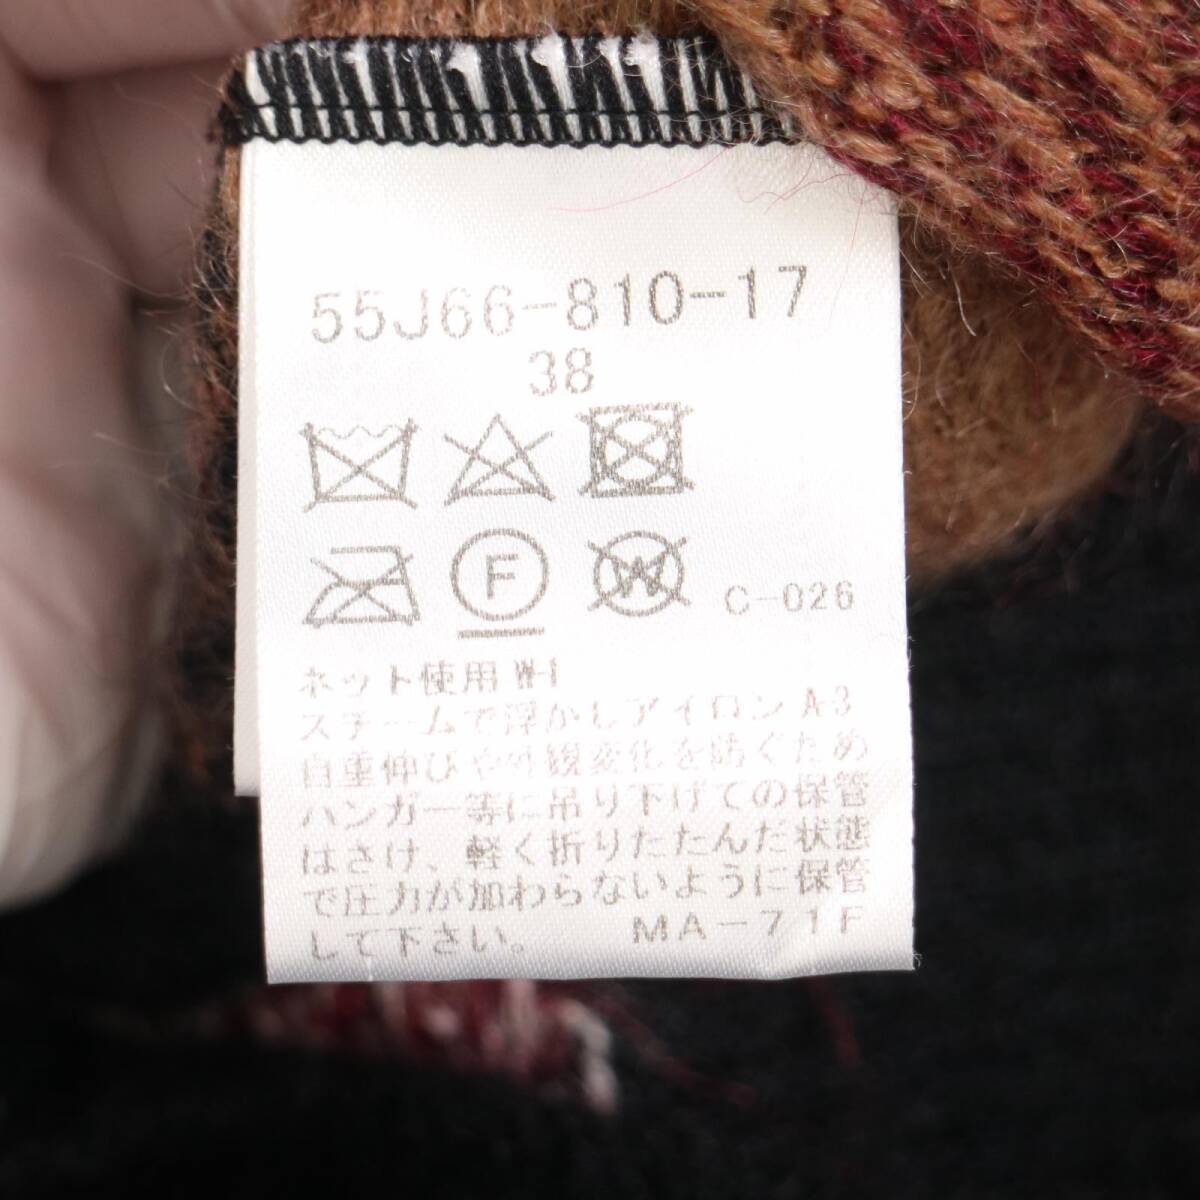 55J66-810-17
38
F W C-026
ネット使用 W-1
スチームで浮かしアイロン A-3
自重伸びや外観変化を防ぐため
ハンガー等に吊り下げての保管
はさけ、軽く折りたたんだ状態
で圧力が加わらないように保管
して下さい。 MA-71F